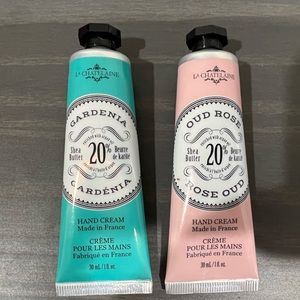 LA CHATELAINE
GARDENIA
Shea Butter
20%
Beurre de karité
GARDÉNIA
HAND CREAM
Made in France
CRÈME
POUR LES MAINS
Fabriqué en France
30 ml/1 fl. oz.
LA CHATELAINE
OUD ROSE
Shea Butter
20%
Beurre de karité
ROSE OUD
HAND CREAM
Made in France
CRÈME
POUR LES MAINS
Fabriqué en France
30 ml/1 fl. oz.